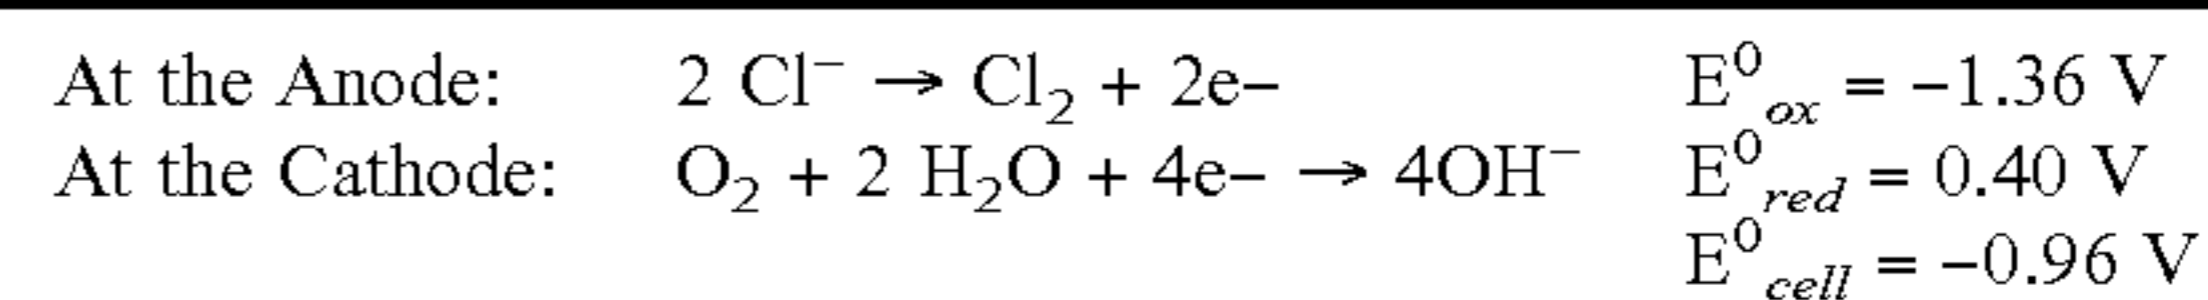 At the Anode: 2 Cl⁻ → Cl₂ + 2e– E⁰ₒₓ = −1.36 V
At the Cathode: O₂ + 2 H₂O + 4e– → 4OH⁻ E⁰red = 0.40 V
E⁰cell = −0.96 V